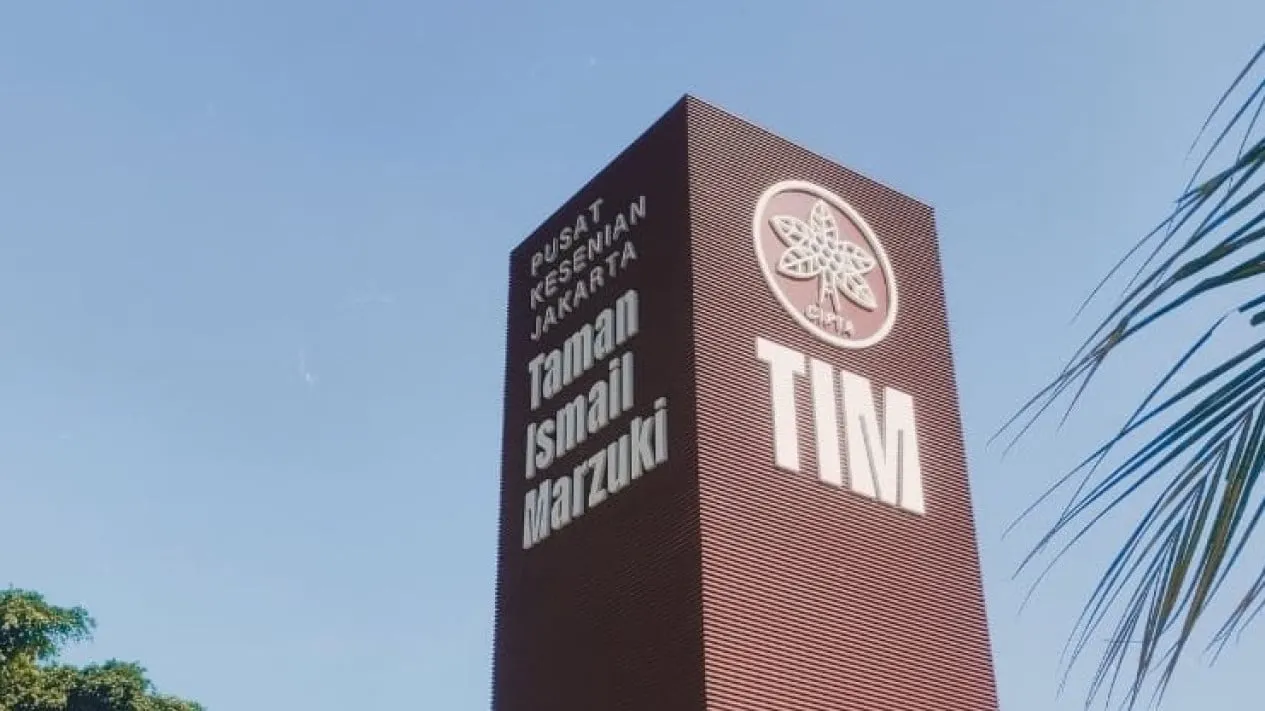 PUSAT
KESENIAN
JAKARTA
Taman
Ismail
Marzuki
CIPTA
TIM